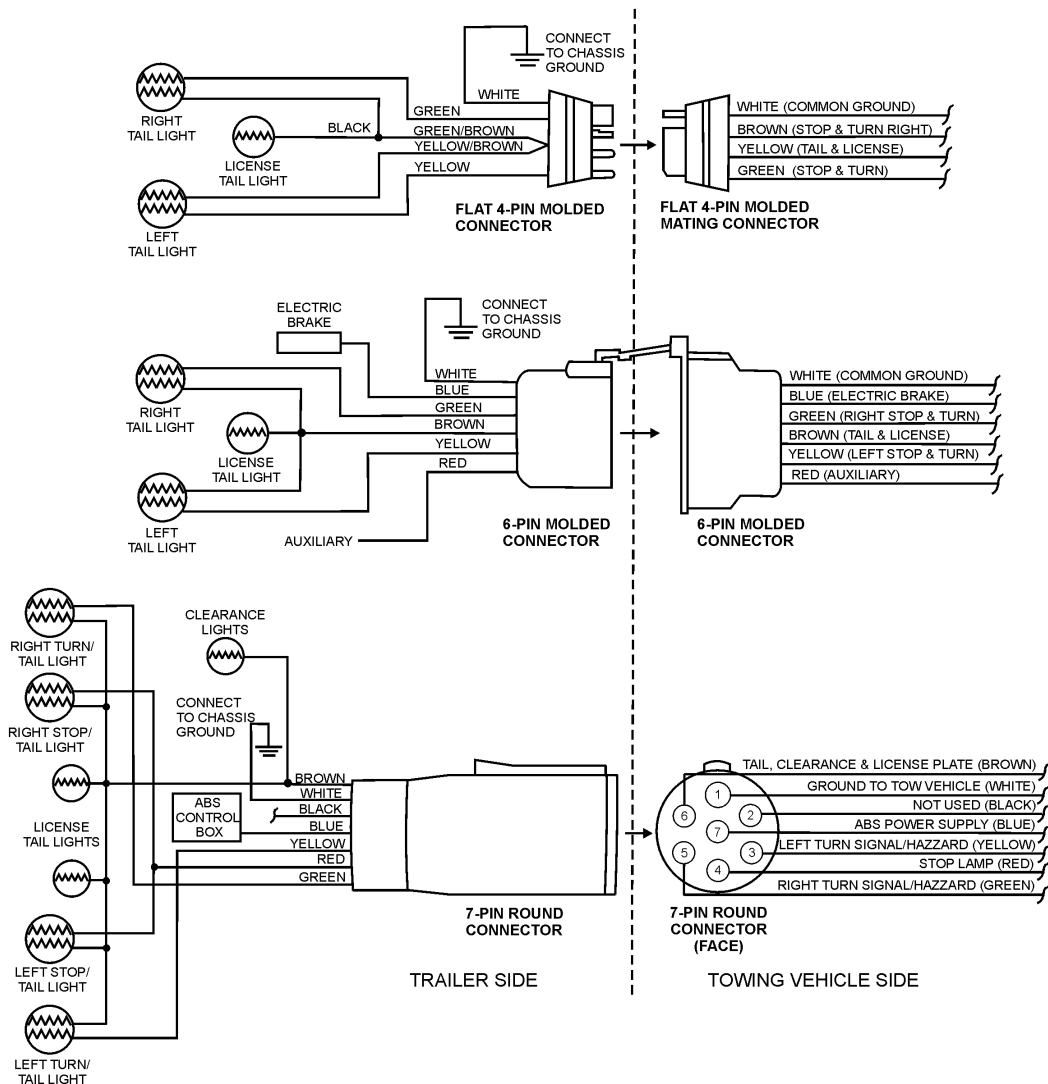 CONNECT
TO CHASSIS
GROUND
RIGHT
TAIL LIGHT
LICENSE
TAIL LIGHT
LEFT
TAIL LIGHT
BLACK
WHITE
GREEN
GREEN/BROWN
YELLOW/BROWN
YELLOW
FLAT 4-PIN MOLDED
CONNECTOR
WHITE (COMMON GROUND)
BROWN (STOP & TURN RIGHT)
YELLOW (TAIL & LICENSE)
GREEN (STOP & TURN)
FLAT 4-PIN MOLDED
MATING CONNECTOR
ELECTRIC
BRAKE
CONNECT
TO CHASSIS
GROUND
RIGHT
TAIL LIGHT
LICENSE
TAIL LIGHT
LEFT
TAIL LIGHT
WHITE
BLUE
GREEN
BROWN
YELLOW
RED
AUXILIARY
6-PIN MOLDED
CONNECTOR
WHITE (COMMON GROUND)
BLUE (ELECTRIC BRAKE)
GREEN (RIGHT STOP & TURN)
BROWN (TAIL & LICENSE)
YELLOW (LEFT STOP & TURN)
RED (AUXILIARY)
6-PIN MOLDED
CONNECTOR
RIGHT TURN/
TAIL LIGHT
RIGHT STOP/
TAIL LIGHT
LICENSE
TAIL LIGHTS
LEFT STOP/
TAIL LIGHT
LEFT TURN/
TAIL LIGHT
CLEARANCE
LIGHTS
CONNECT
TO CHASSIS
GROUND
ABS
CONTROL
BOX
BROWN
WHITE
BLACK
BLUE
YELLOW
RED
GREEN
7-PIN ROUND
CONNECTOR
1
2
3
4
5
6
7
TAIL, CLEARANCE & LICENSE PLATE (BROWN)
GROUND TO TOW VEHICLE (WHITE)
NOT USED (BLACK)
ABS POWER SUPPLY (BLUE)
LEFT TURN SIGNAL/HAZZARD (YELLOW)
STOP LAMP (RED)
RIGHT TURN SIGNAL/HAZZARD (GREEN)
7-PIN ROUND
CONNECTOR
(FACE)
TRAILER SIDE
TOWING VEHICLE SIDE